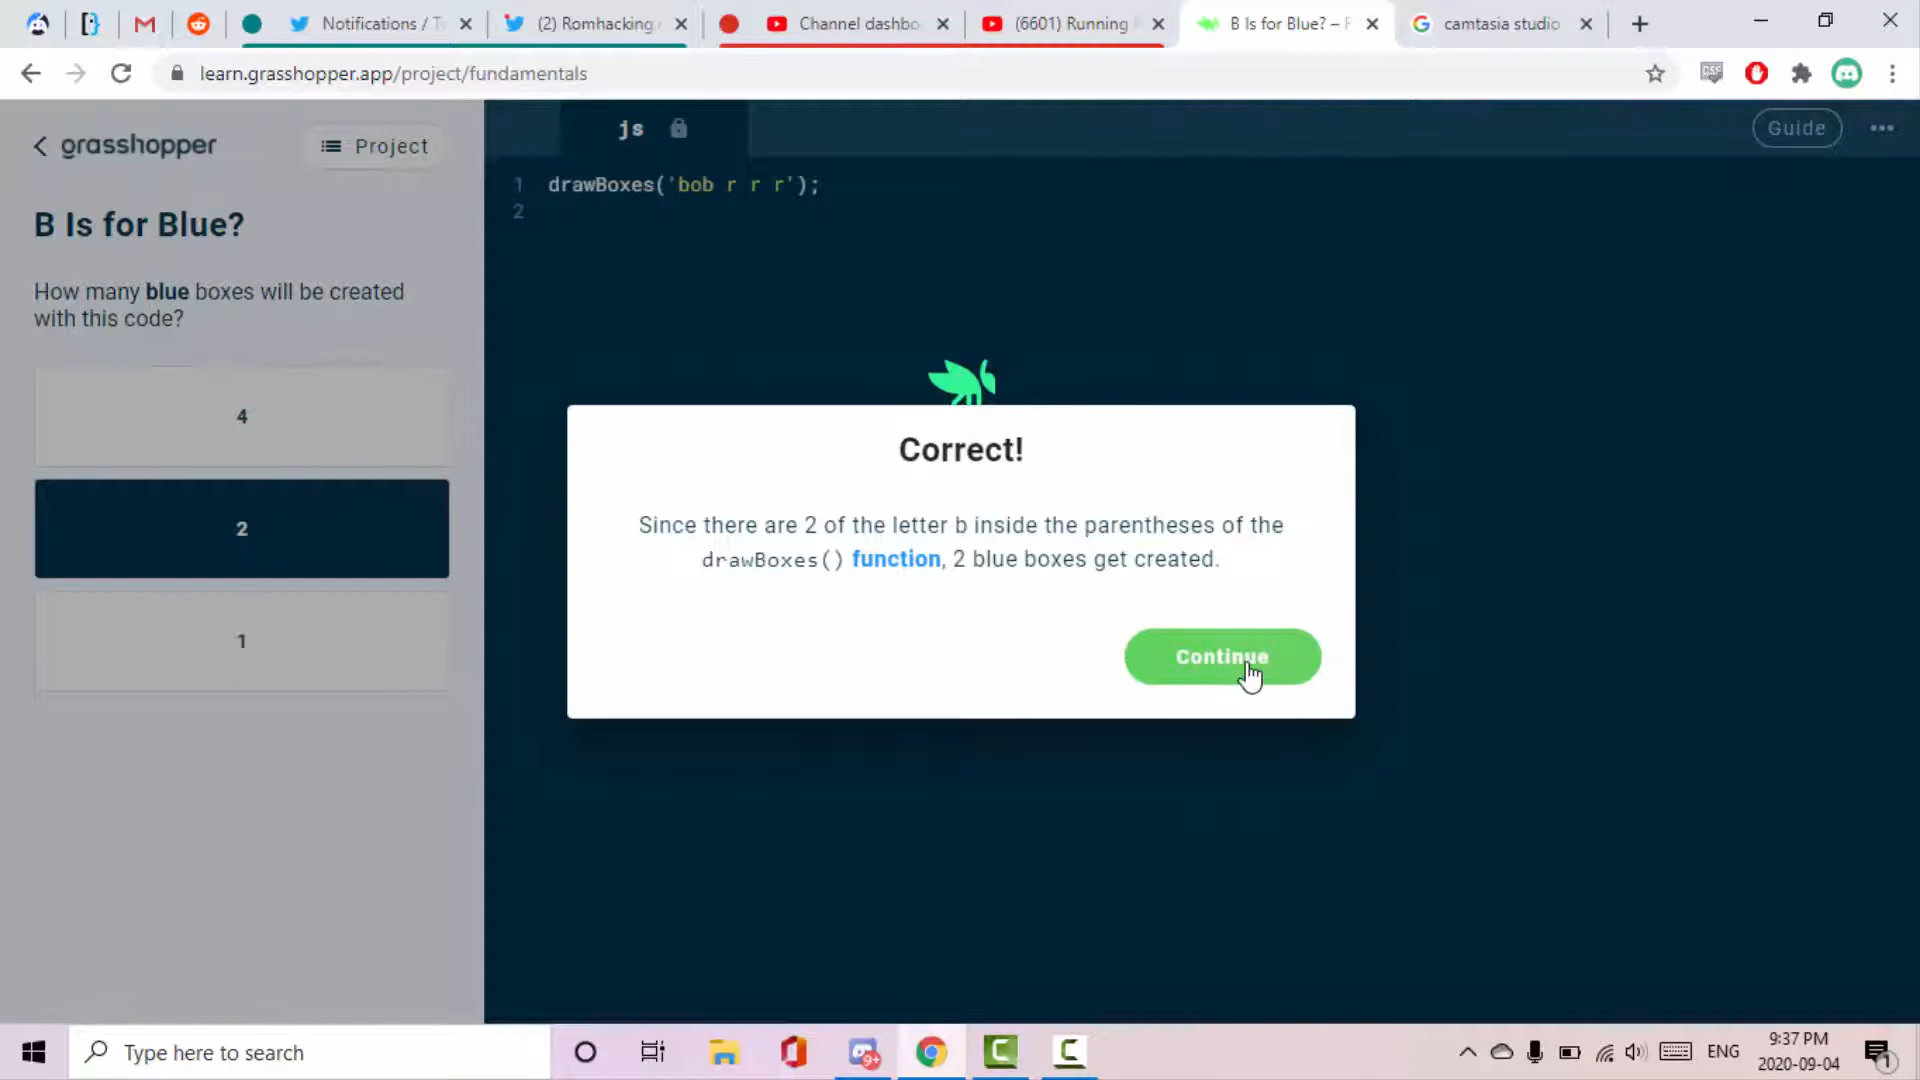 Notifications / T
(2) Romhacking
Channel dashbo
(6601) Running
B Is for Blue? –
camtasia studio
learn.grasshopper.app/project/fundamentals
grasshopper
Project
js
Guide
B Is for Blue?
How many blue boxes will be created
with this code?
4
2
1
1 drawBoxes('bob r r r');
2
Correct!
Since there are 2 of the letter b inside the parentheses of the
drawBoxes() function, 2 blue boxes get created.
Continue
Type here to search
9+
ENG
9:37 PM
2020-09-04
1